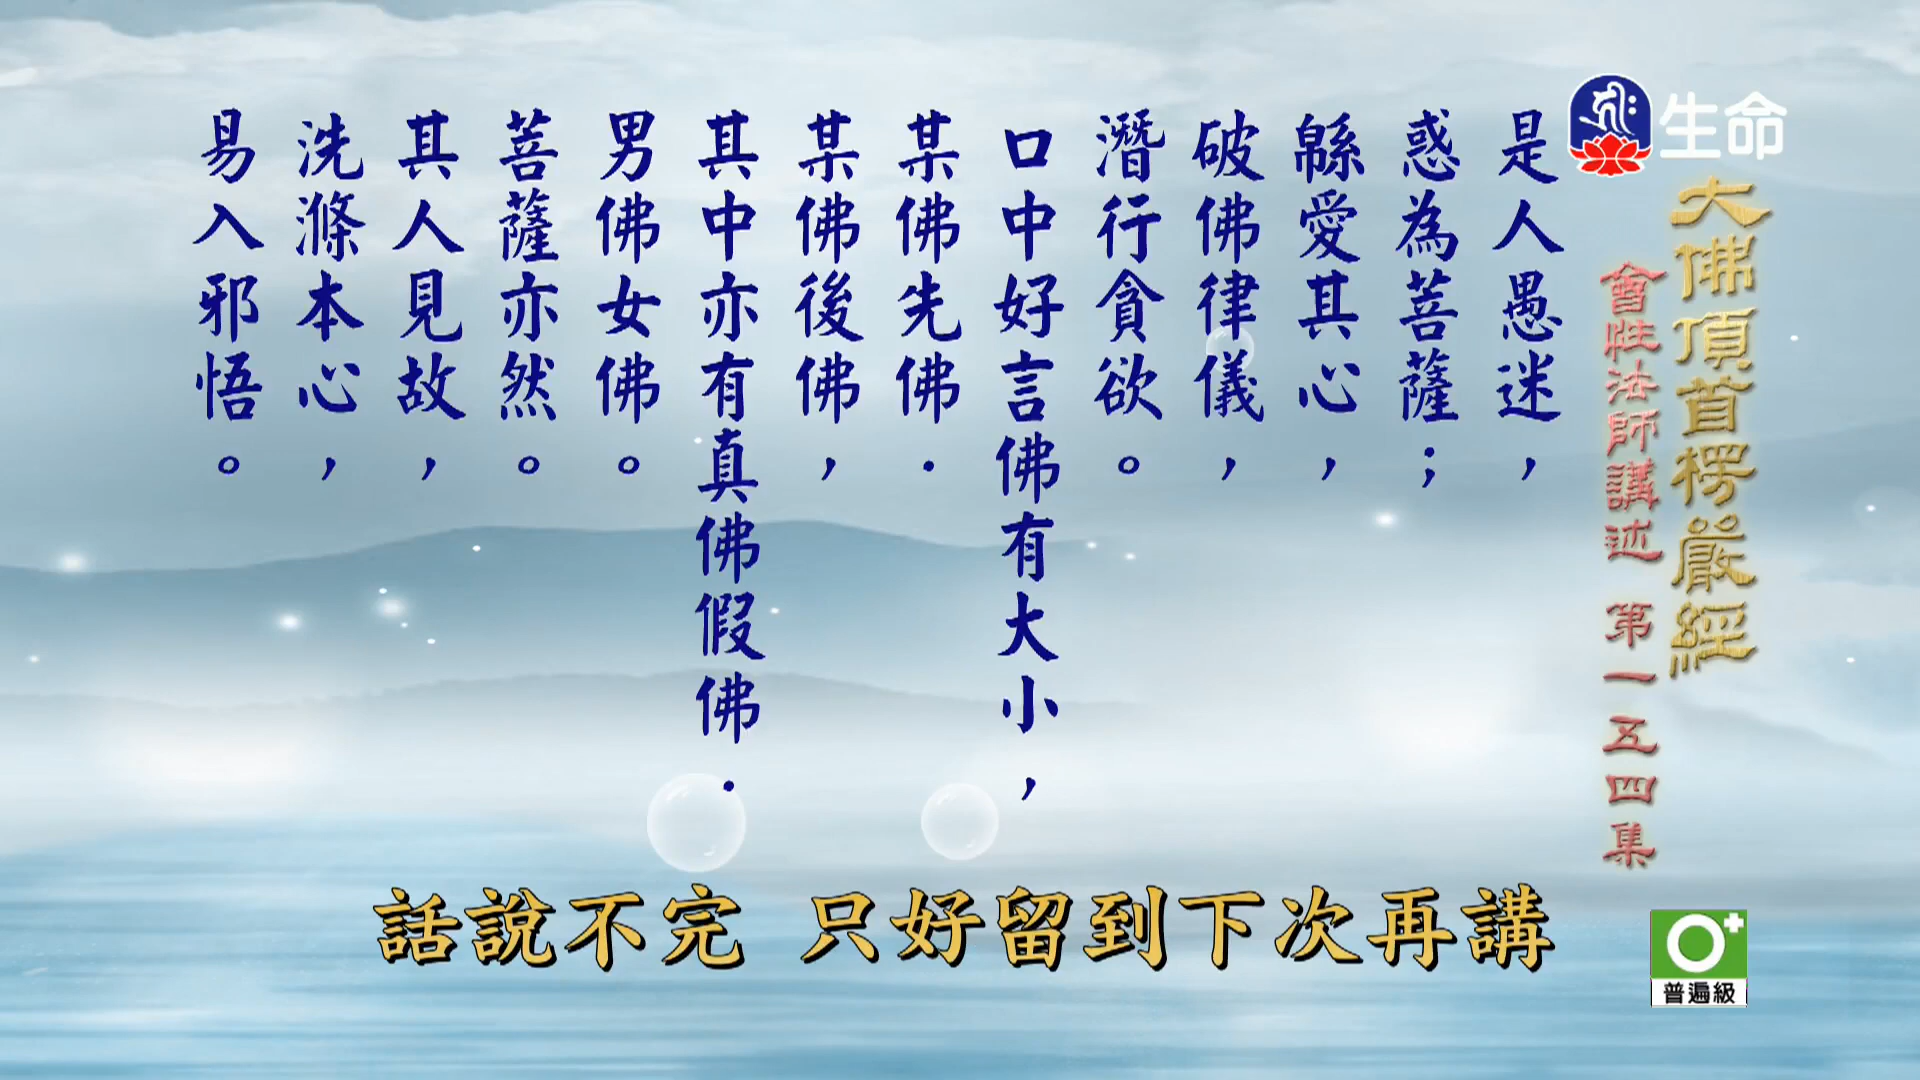 是人愚迷，
惑為菩薩；
緜愛其心，
破佛律儀，
潛行貪欲。
口中好言佛有大小，
某佛先佛．
某佛後佛，
其中亦有真佛假佛．
男佛女佛。
菩薩亦然。
其人見故，
洗滌本心，
易入邪悟。
生命
大佛頂首楞嚴經
會性法師講述 第一五四集
話說不完 只好留到下次再講
普遍級